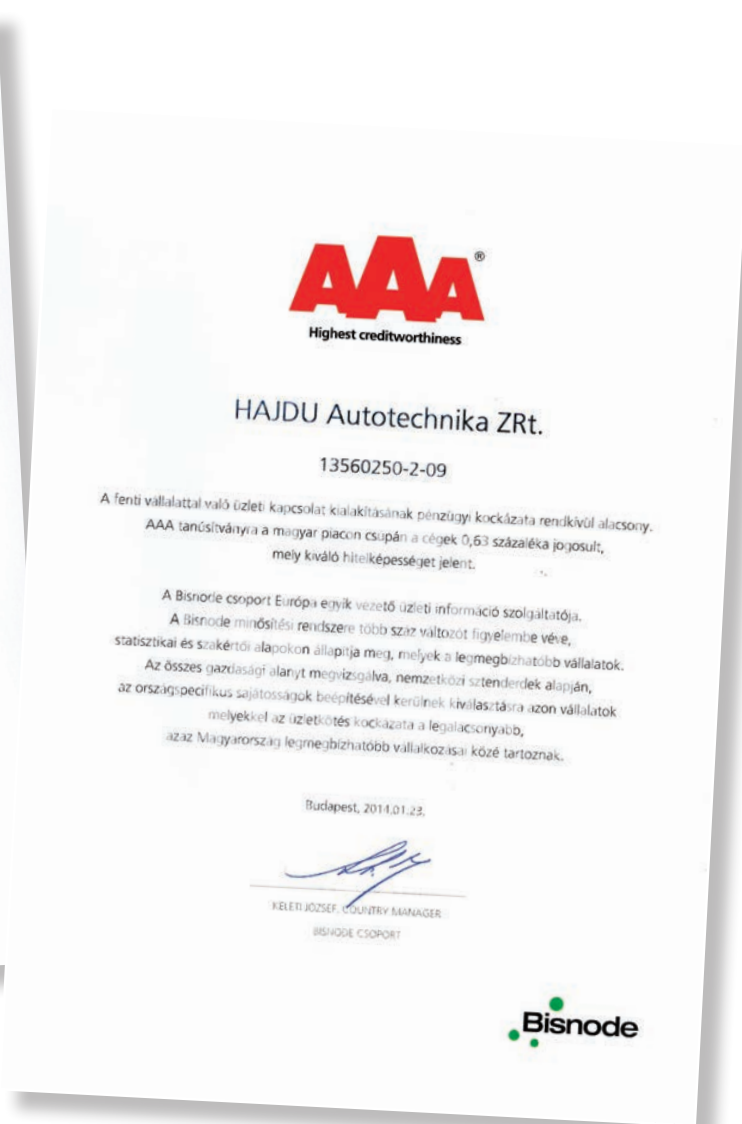 AAA®
Highest creditworthiness
HAJDU Autotechnika ZRt.
13560250-2-09
A fenti vállalattal való üzleti kapcsolat kialakításának pénzügyi kockázata rendkívül alacsony.
AAA tanúsítványra a magyar piacon csupán a cégek 0,63 százaléka jogosult,
mely kiváló hitelképességet jelent.
A Bisnode csoport Európa egyik vezető üzleti információ szolgáltatója.
A Bisnode minősítési rendszere több száz változót figyelembe véve,
statisztikai és szakértői alapokon állapítja meg, melyek a legmegbízhatóbb vállalatok.
Az összes gazdasági alanyt megvizsgálva, nemzetközi sztenderdek alapján,
az országspecifikus sajátosságok beépítésével kerülnek kiválasztásra azon vállalatok
melyekkel az üzletkötés kockázata a legalacsonyabb,
azaz Magyarország legmegbízhatóbb vállalkozásai közé tartoznak.
Budapest, 2014.01.23.
KELETI JÓZSEF, COUNTRY MANAGER
BISNODE CSOPORT
Bisnode